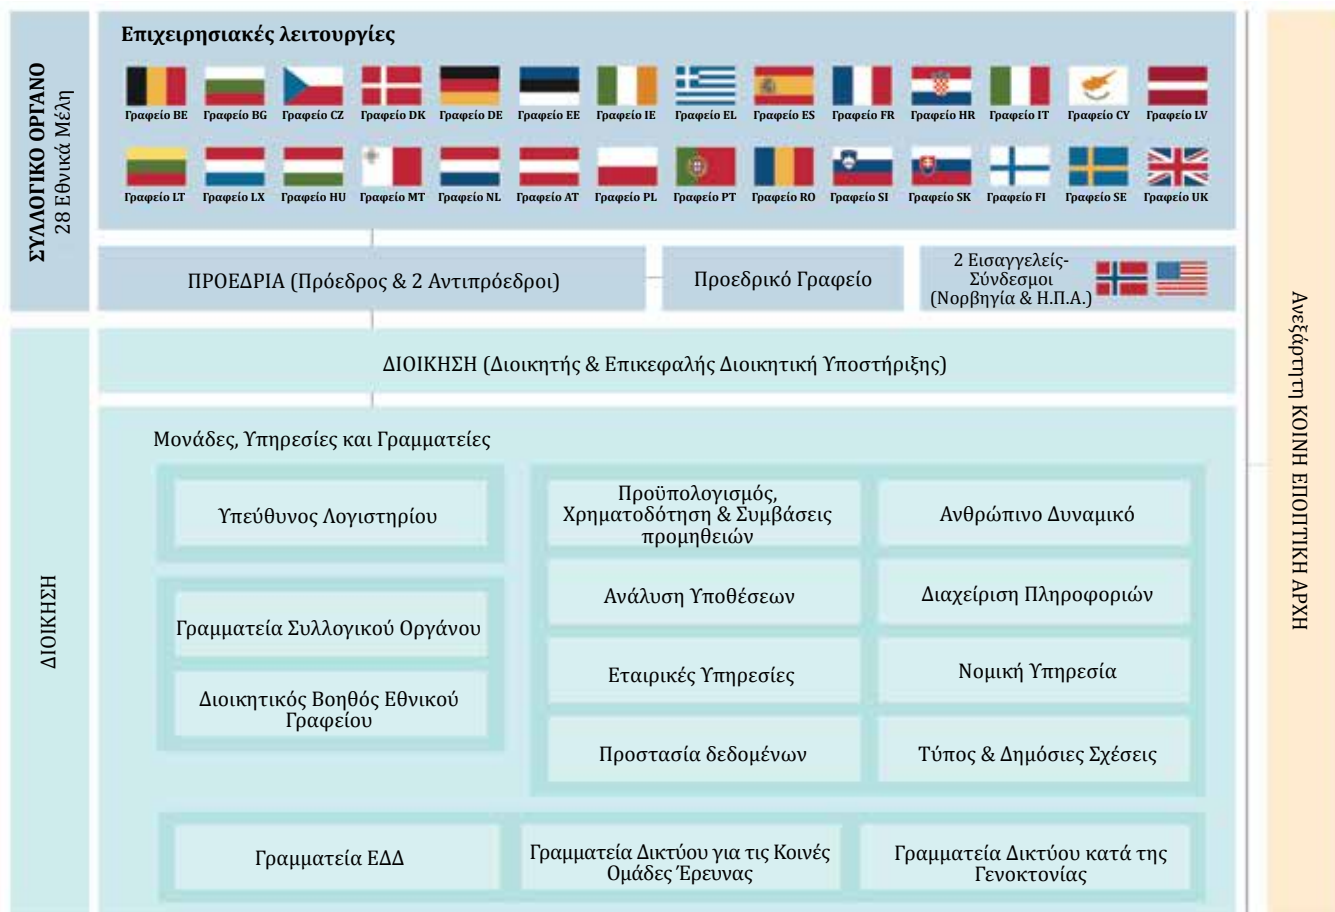 ΣΥΛΛΟΓΙΚΟ ΟΡΓΑΝΟ
28 Εθνικά Μέλη
Επιχειρησιακές λειτουργίες
Γραφείο BE
Γραφείο BG
Γραφείο CZ
Γραφείο DK
Γραφείο DE
Γραφείο EE
Γραφείο IE
Γραφείο EL
Γραφείο ES
Γραφείο FR
Γραφείο HR
Γραφείο IT
Γραφείο CY
Γραφείο LV
Γραφείο LT
Γραφείο LX
Γραφείο HU
Γραφείο MT
Γραφείο NL
Γραφείο AT
Γραφείο PL
Γραφείο PT
Γραφείο RO
Γραφείο SI
Γραφείο SK
Γραφείο FI
Γραφείο SE
Γραφείο UK
ΠΡΟΕΔΡΙΑ (Πρόεδρος & 2 Αντιπρόεδροι)
Προεδρικό Γραφείο
2 Εισαγγελείς-
Σύνδεσμοι
(Νορβηγία & Η.Π.Α.)
ΔΙΟΙΚΗΣΗ
ΔΙΟΙΚΗΣΗ (Διοικητής & Επικεφαλής Διοικητική Υποστήριξης)
Μονάδες, Υπηρεσίες και Γραμματείες
Υπεύθυνος Λογιστηρίου
Γραμματεία Συλλογικού Οργάνου
Διοικητικός Βοηθός Εθνικού
Γραφείου
Προϋπολογισμός,
Χρηματοδότηση & Συμβάσεις
προμηθειών
Ανθρώπινο Δυναμικό
Ανάλυση Υποθέσεων
Διαχείριση Πληροφοριών
Εταιρικές Υπηρεσίες
Νομική Υπηρεσία
Προστασία δεδομένων
Τύπος & Δημόσιες Σχέσεις
Γραμματεία ΕΔΔ
Γραμματεία Δικτύου για τις Κοινές
Ομάδες Έρευνας
Γραμματεία Δικτύου κατά της
Γενοκτονίας
Ανεξάρτητη ΚΟΙΝΗ ΕΠΟΠΤΙΚΗ ΑΡΧΗ